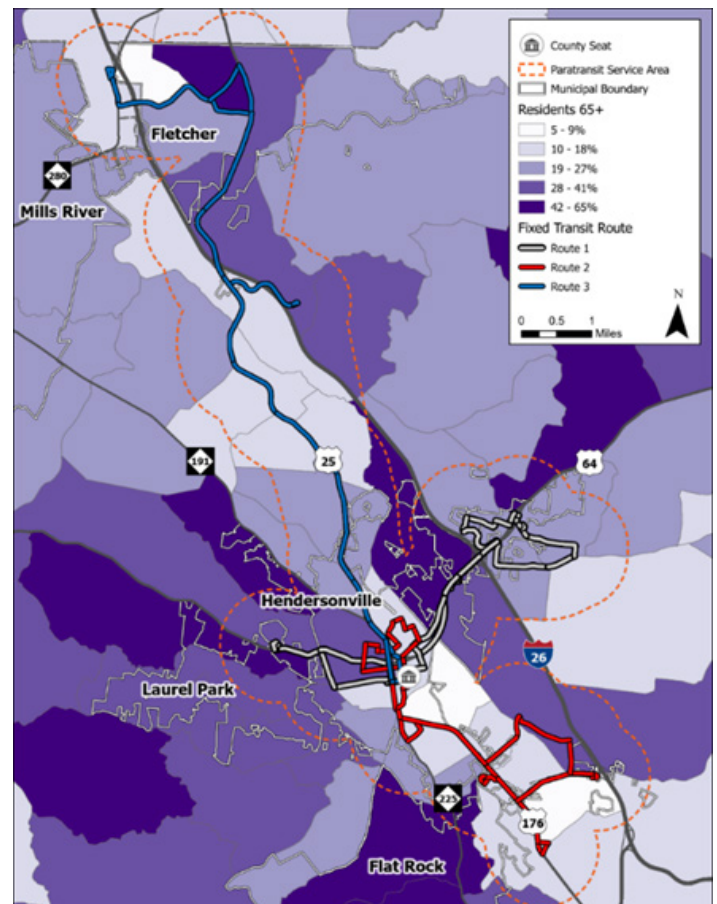 County Seat
Paratransit Service Area
Municipal Boundary
Residents 65+
5 - 9%
10 - 18%
19 - 27%
28 - 41%
42 - 65%
Fixed Transit Route
Route 1
Route 2
Route 3
0 0.5 1
Miles
N
Fletcher
280
Mills River
191
25
64
Hendersonville
26
Laurel Park
225
176
Flat Rock